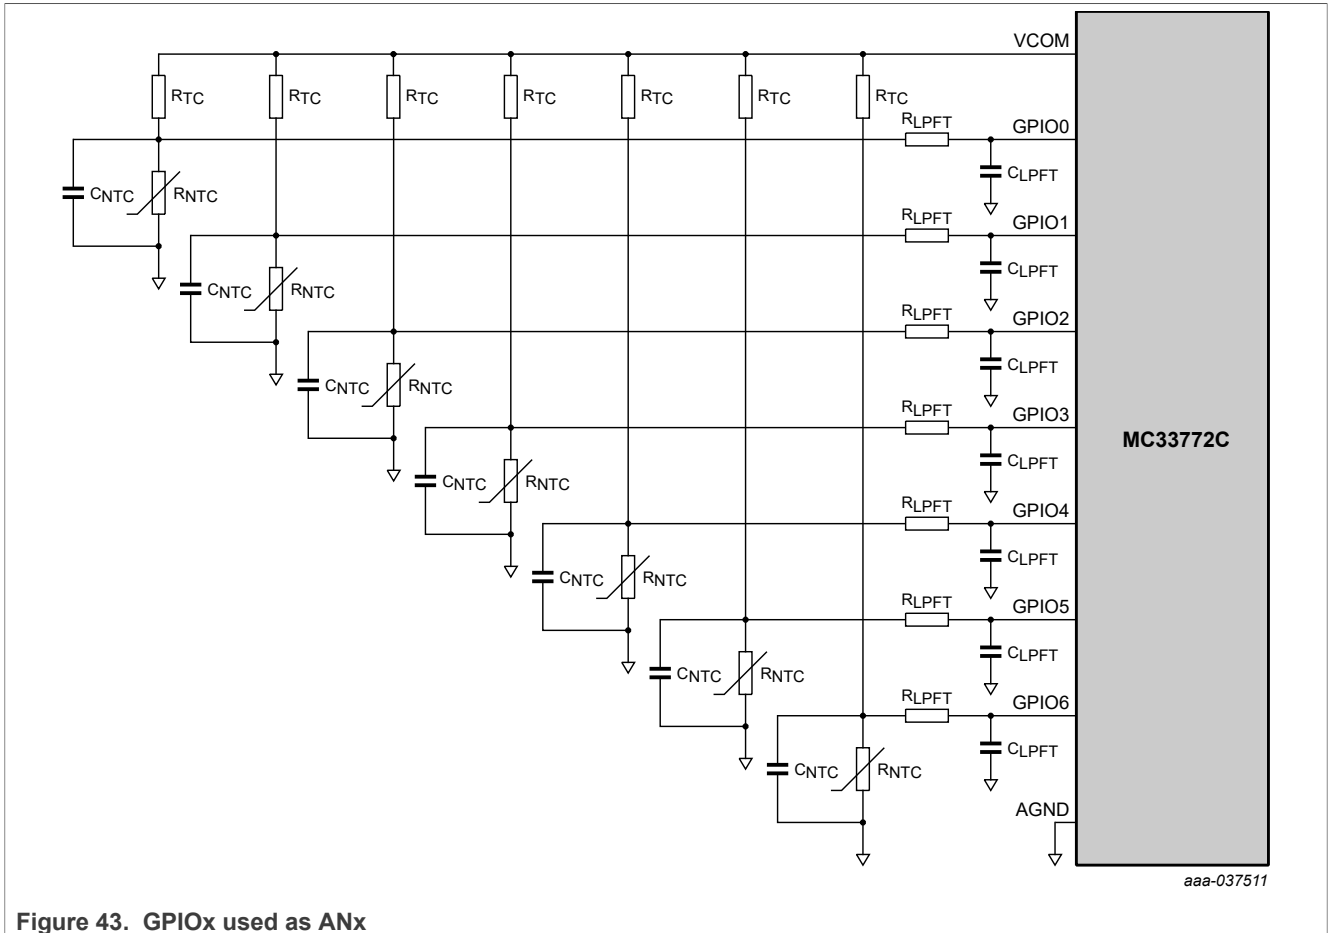 VCOM
RTC RTC RTC RTC RTC RTC RTC
RLPFT GPIO0
CLPFT
CNTC RNTC
RLPFT GPIO1
CLPFT
CNTC RNTC
RLPFT GPIO2
CLPFT
CNTC RNTC
RLPFT GPIO3
CLPFT
MC33772C
CNTC RNTC
RLPFT GPIO4
CLPFT
CNTC RNTC
RLPFT GPIO5
CLPFT
CNTC RNTC
RLPFT GPIO6
CLPFT
CNTC RNTC
AGND
aaa-037511
Figure 43. GPIOx used as ANx